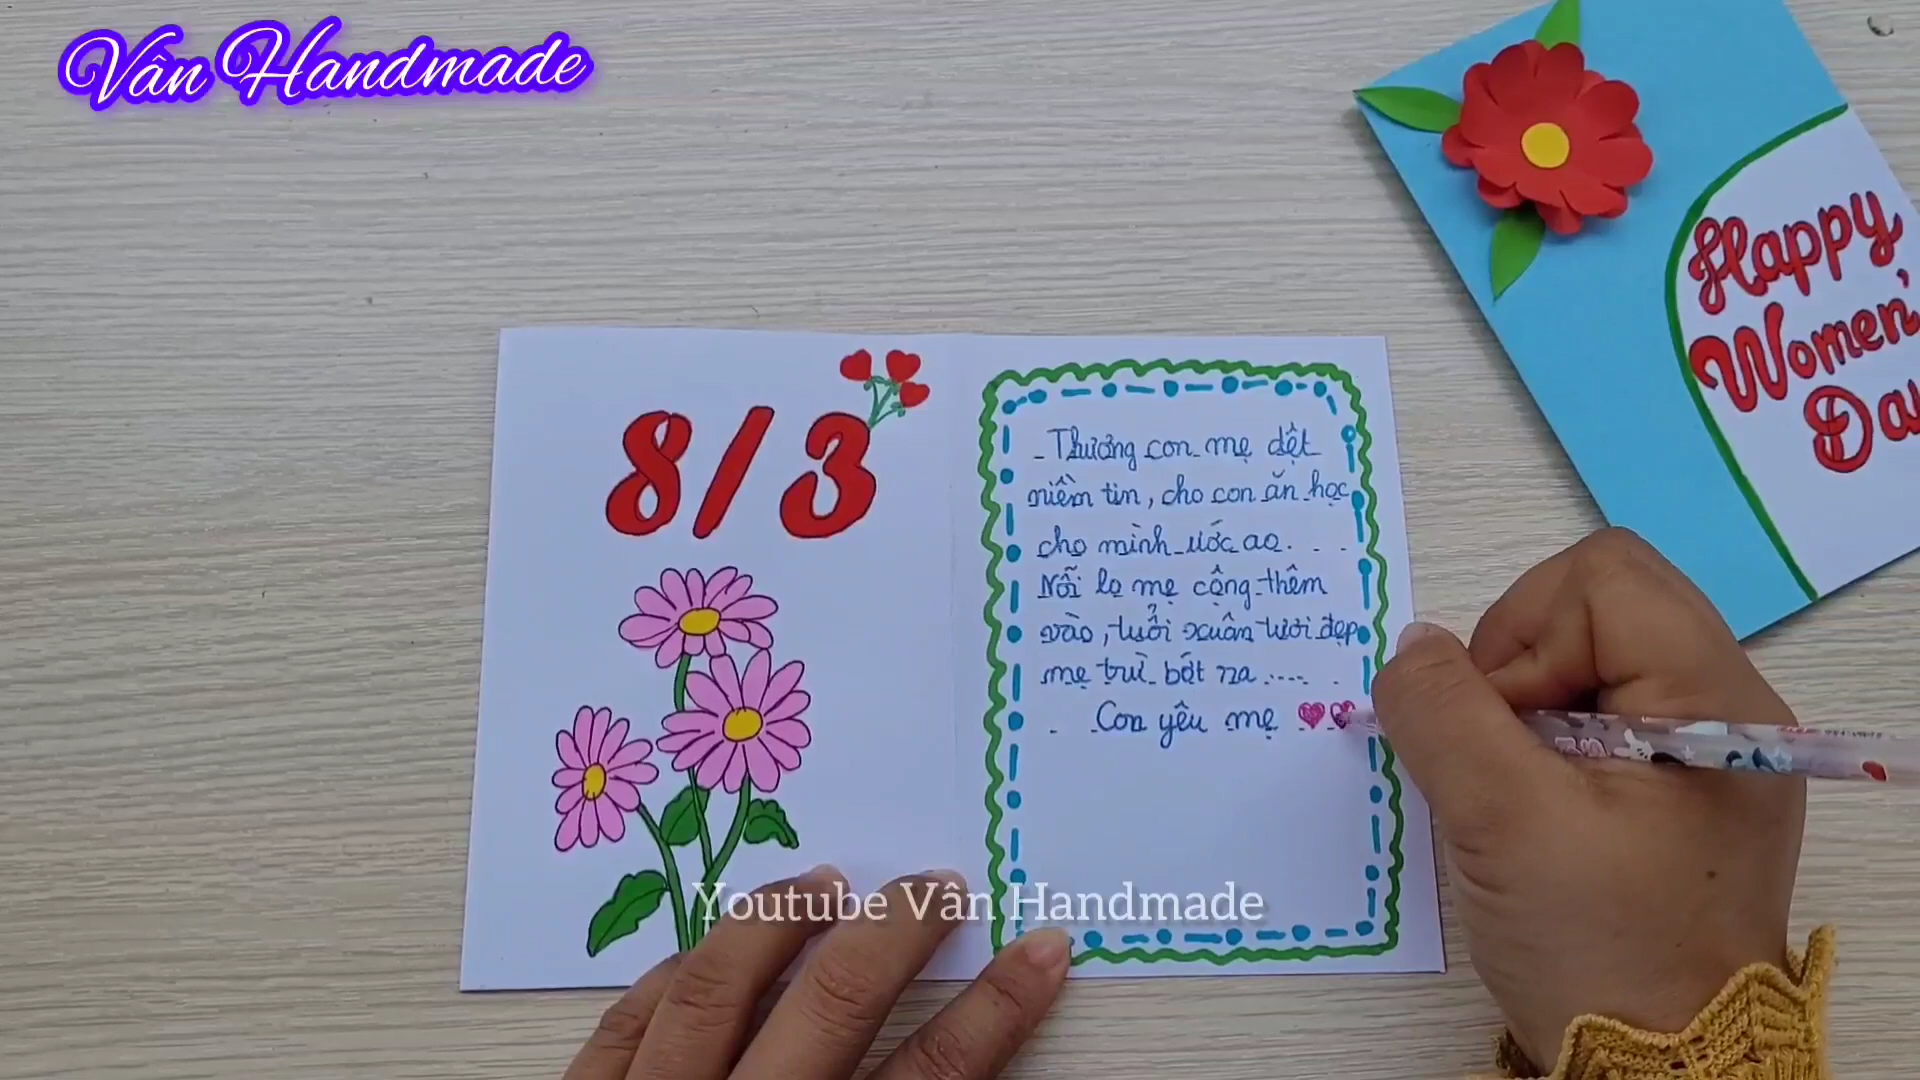 Vân Handmade
Happy
Women'
Day
8/3
Thương con mẹ dệt
niềm tin, cho con ăn học
cho mình ước ao. . .
Nỗi lo mẹ cộng thêm
vào, tuổi xuân tươi đẹp
mẹ trừ bớt ra .....
Con yêu mẹ
Youtube Vân Handmade